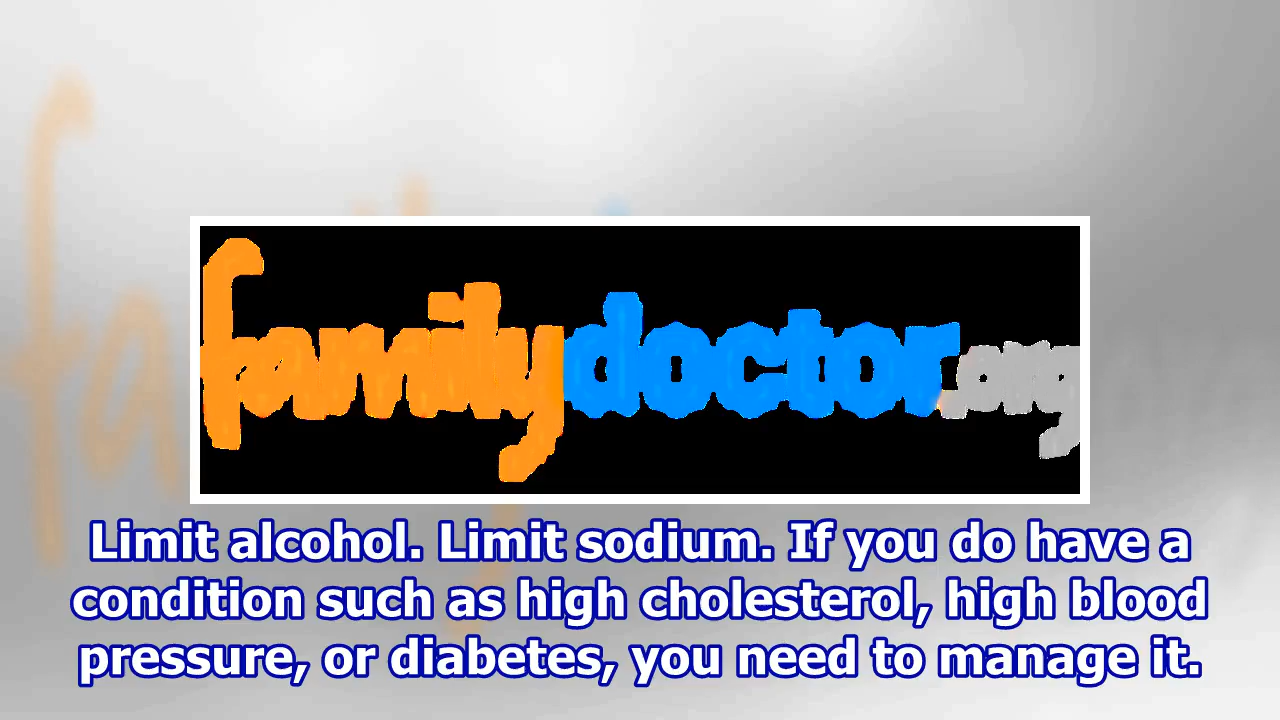 familydoctor.org
Limit alcohol. Limit sodium. If you do have a
condition such as high cholesterol, high blood
pressure, or diabetes, you need to manage it.